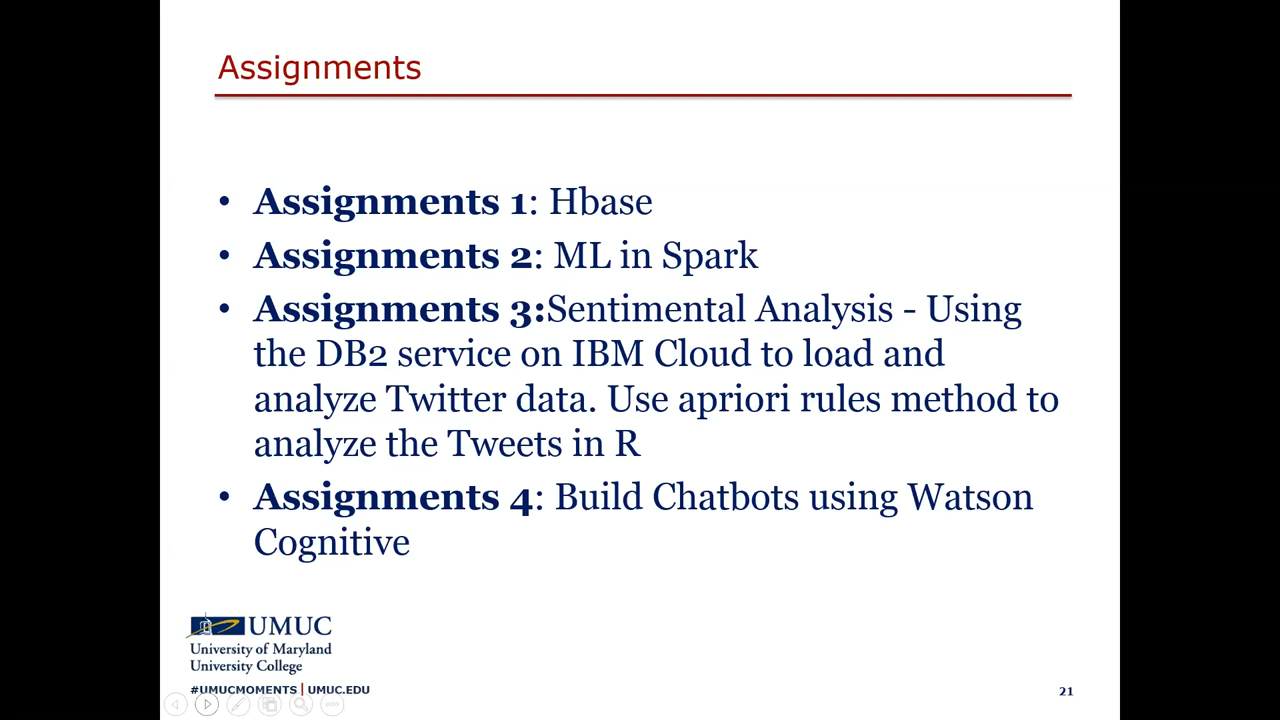 Assignments
• Assignments 1: Hbase
• Assignments 2: ML in Spark
• Assignments 3:Sentimental Analysis - Using
the DB2 service on IBM Cloud to load and
analyze Twitter data. Use apriori rules method to
analyze the Tweets in R
• Assignments 4: Build Chatbots using Watson
Cognitive
UMUC
University of Maryland
University College
#UMUCMOMENTS | UMUC.EDU
21